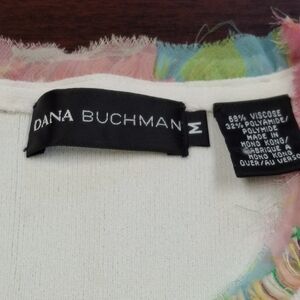 DANA BUCHMAN
M
68% VISCOSE
32% POLYAMIDE/
POLYMIDE
MADE IN
HONG KONG/
FABRIQUE A
HONG KONG
OVER/AU VERSO